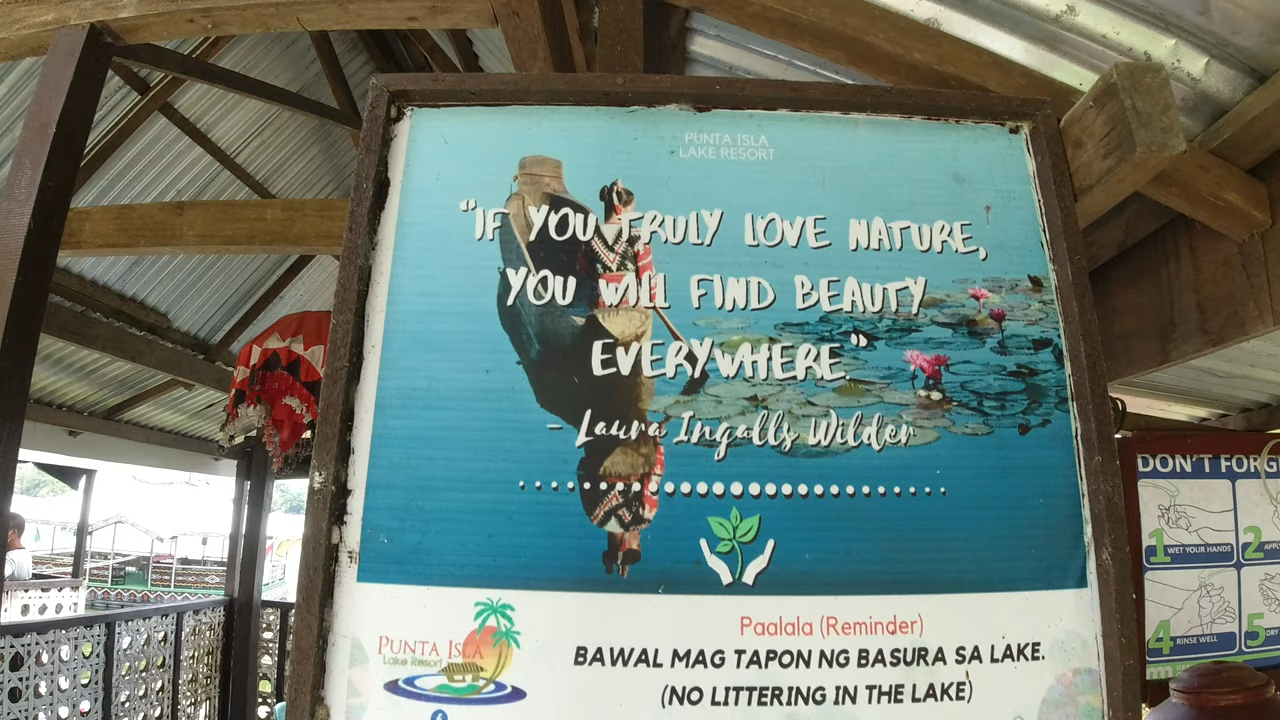 PUNTA ISLA
LAKE RESORT
"IF YOU TRULY LOVE NATURE,
YOU WILL FIND BEAUTY
EVERYWHERE."
- Laura Ingalls Wilder
PUNTA ISLA
Lake Resort
Paalala (Reminder)
BAWAL MAG TAPON NG BASURA SA LAKE.
(NO LITTERING IN THE LAKE)
DON'T
1 WET YOUR HANDS
2
4 RINSE WELL
5 DRY